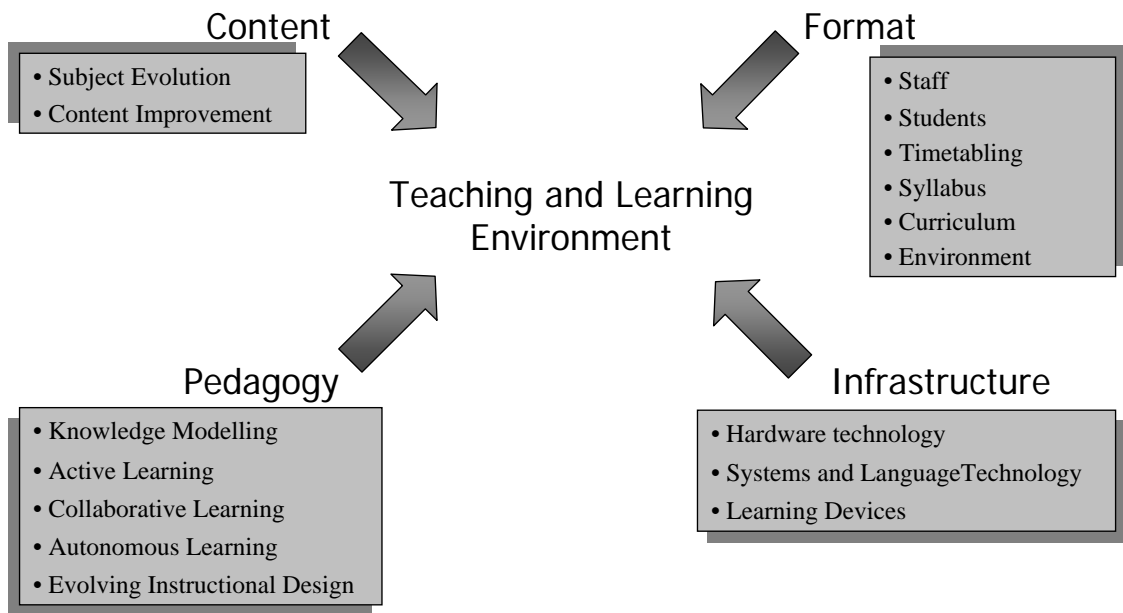 Content
• Subject Evolution
• Content Improvement
Format
• Staff
• Students
• Timetabling
• Syllabus
• Curriculum
• Environment
Teaching and Learning
Environment
Pedagogy
• Knowledge Modelling
• Active Learning
• Collaborative Learning
• Autonomous Learning
• Evolving Instructional Design
Infrastructure
• Hardware technology
• Systems and LanguageTechnology
• Learning Devices